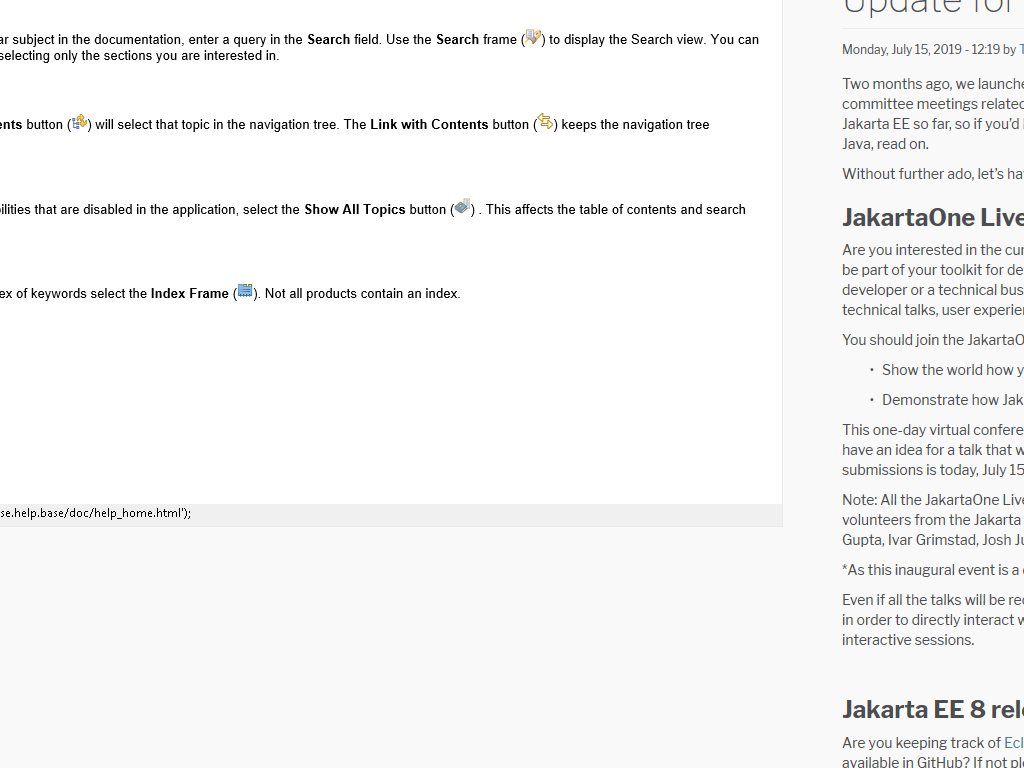 ar subject in the documentation, enter a query in the Search field. Use the Search frame ( ) to display the Search view. You can
selecting only the sections you are interested in.
ents button ( ) will select that topic in the navigation tree. The Link with Contents button ( ) keeps the navigation tree
ilities that are disabled in the application, select the Show All Topics button ( ) . This affects the table of contents and search
ex of keywords select the Index Frame ( ). Not all products contain an index.
se.help.base/doc/help_home.html');
Update for
Monday, July 15, 2019 - 12:19 by T
Two months ago, we launche
committee meetings related
Jakarta EE so far, so if you'd
Java, read on.
Without further ado, let's ha
JakartaOne Live
Are you interested in the cur
be part of your toolkit for de
developer or a technical bus
technical talks, user experie
You should join the JakartaO
• Show the world how y
• Demonstrate how Jak
This one-day virtual confere
have an idea for a talk that w
submissions is today, July 15
Note: All the JakartaOne Live
volunteers from the Jakarta
Gupta, Ivar Grimstad, Josh Ju
*As this inaugural event is a
Even if all the talks will be rec
in order to directly interact w
interactive sessions.
Jakarta EE 8 rele
Are you keeping track of Ecl
available in GitHub? If not ple